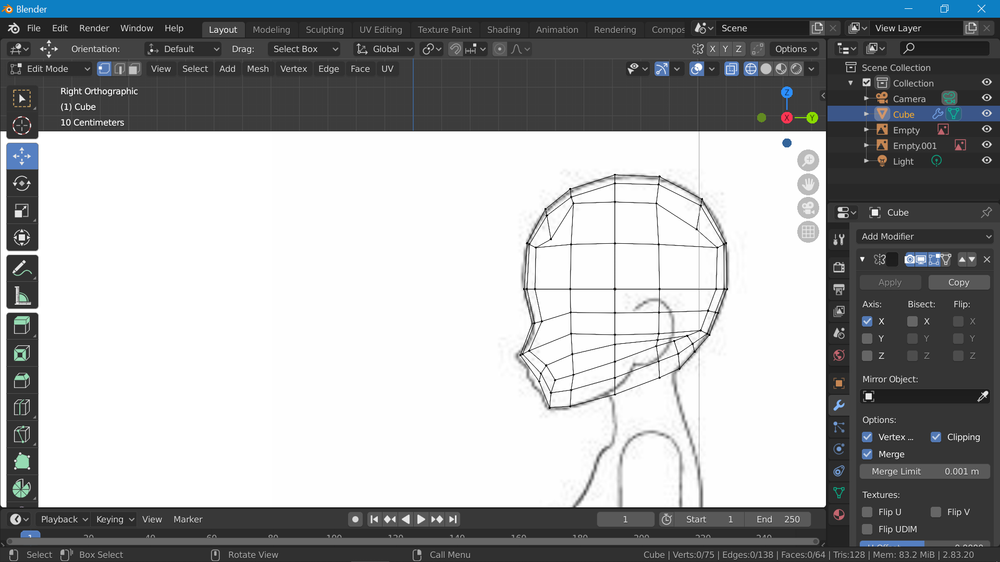 Blender
File Edit Render Window Help Layout Modeling Sculpting UV Editing Texture Paint Shading Animation Rendering Compos Scene View Layer
Orientation: Default Drag: Select Box Global X Y Z Options
Edit Mode View Select Add Mesh Vertex Edge Face UV
Right Orthographic
(1) Cube
10 Centimeters
Z
X
Y
Scene Collection
Collection
Camera
Cube
Empty
Empty.001
Light
Cube
Add Modifier
Apply Copy
Axis: Bisect: Flip:
X X X
Y Y Y
Z Z Z
Mirror Object:
Options:
Vertex ... Clipping
Merge
Merge Limit 0.001 m
Textures:
Flip U Flip V
Flip UDIM
Playback Keying View Marker 1 Start 1 End 250
1 20 40 60 80 100 120 140 160 180 200 220 240
Select Box Select Rotate View Call Menu Cube | Verts:0/75 | Edges:0/138 | Faces:0/64 | Tris:128 | Mem: 83.2 MiB | 2.83.20